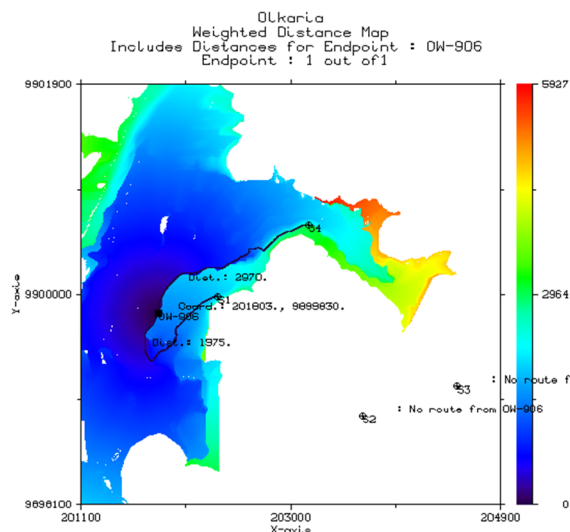 Olkaria
Weighted Distance Map
Includes Distances for Endpoint : OW-906
Endpoint : 1 out of1
9901900
5927
S4
Dist.: 2970.
S1
Y-axis
9900000
2964
Coord.: 201803., 9899830.
OW-906
Dist.: 1975.
: No route f
S3
: No route from OW-906
S2
9898100
0
201100
203000
204900
X-axis